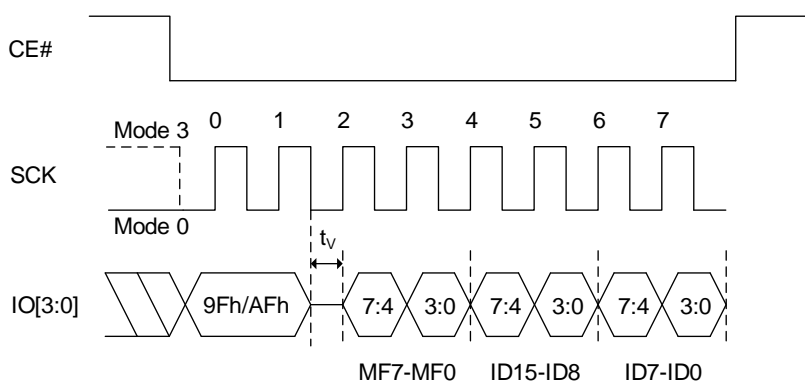 CE#
Mode 3 0 1 2 3 4 5 6 7
SCK
Mode 0
tV
IO[3:0] 9Fh/AFh 7:4 3:0 7:4 3:0 7:4 3:0
MF7-MF0 ID15-ID8 ID7-ID0